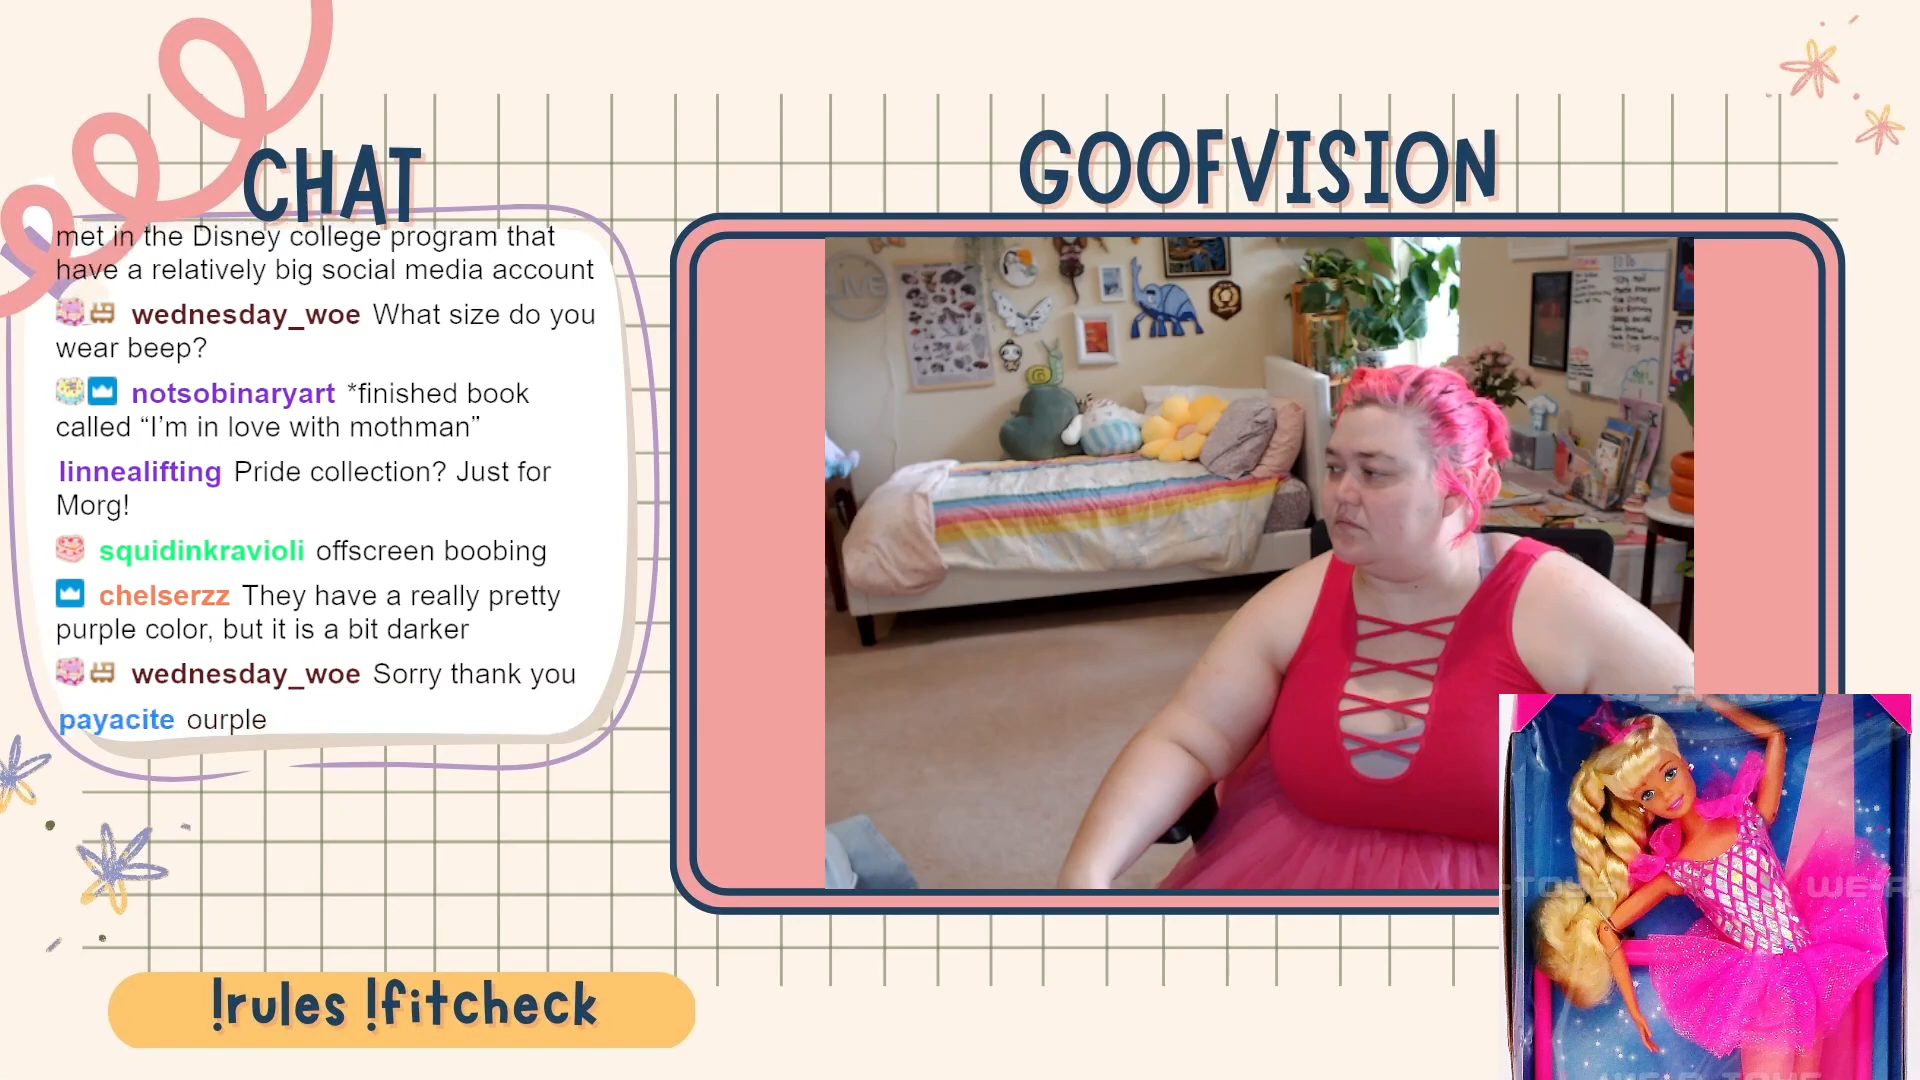 CHAT
GOOFVISION
met in the Disney college program that
have a relatively big social media account
wednesday_woe What size do you
wear beep?
notsobinaryart *finished book
called “I’m in love with mothman”
linnealifting Pride collection? Just for
Morg!
squidinkravioli offscreen boobing
chelserzz They have a really pretty
purple color, but it is a bit darker
wednesday_woe Sorry thank you
payacite ourple
!rules !fitcheck
LIVE